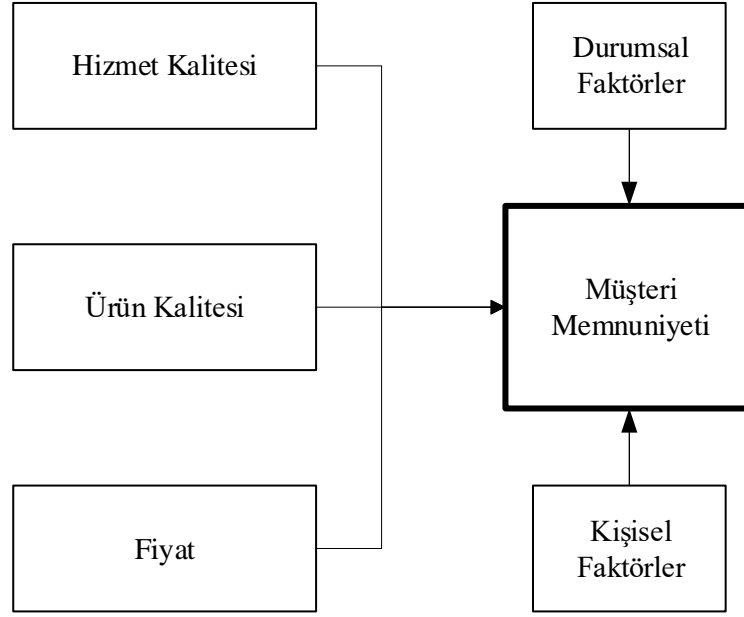 Hizmet Kalitesi
Durumsal
Faktörler
Ürün Kalitesi
Müşteri
Memnuniyeti
Fiyat
Kişisel
Faktörler